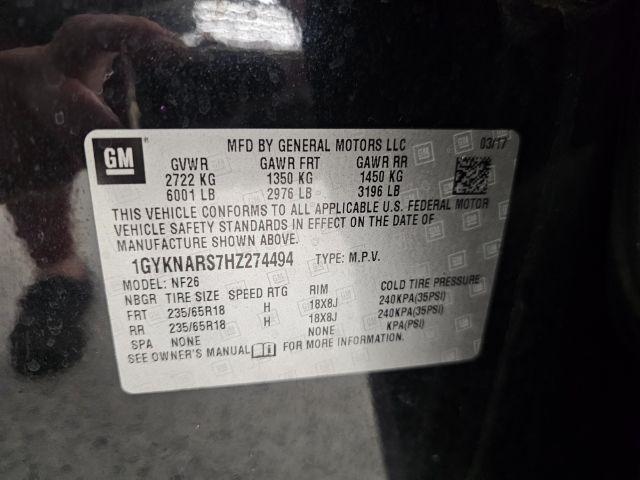 GM
MFD BY GENERAL MOTORS LLC 03/17
GVWR GAWR FRT GAWR RR
2722 KG 1350 KG 1450 KG
6001 LB 2976 LB 3196 LB
THIS VEHICLE CONFORMS TO ALL APPLICABLE U.S. FEDERAL MOTOR
VEHICLE SAFETY STANDARDS IN EFFECT ON THE DATE OF
MANUFACTURE SHOWN ABOVE.
1GYKNARS7HZ274494 TYPE: M.P.V.
MODEL: NF26
NBGR TIRE SIZE SPEED RTG RIM COLD TIRE PRESSURE
FRT 235/65R18 H 18X8J 240KPA(35PSI)
RR 235/65R18 H 18X8J 240KPA(35PSI)
SPA NONE NONE KPA(PSI)
SEE OWNER'S MANUAL FOR MORE INFORMATION.